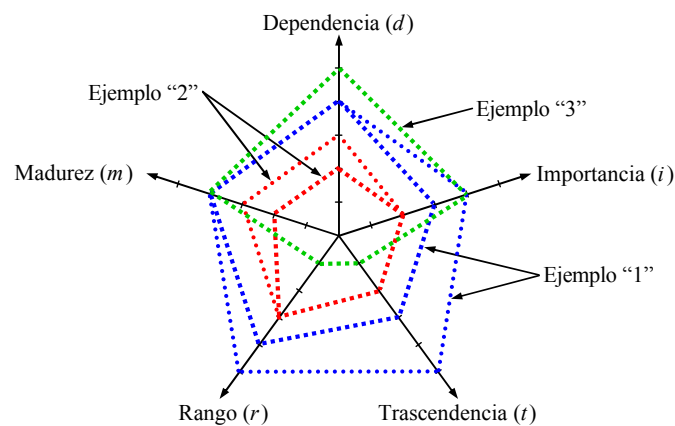 Dependencia (d)
Ejemplo “2”
Ejemplo “3”
Madurez (m)
Importancia (i)
Ejemplo “1”
Rango (r)
Trascendencia (t)